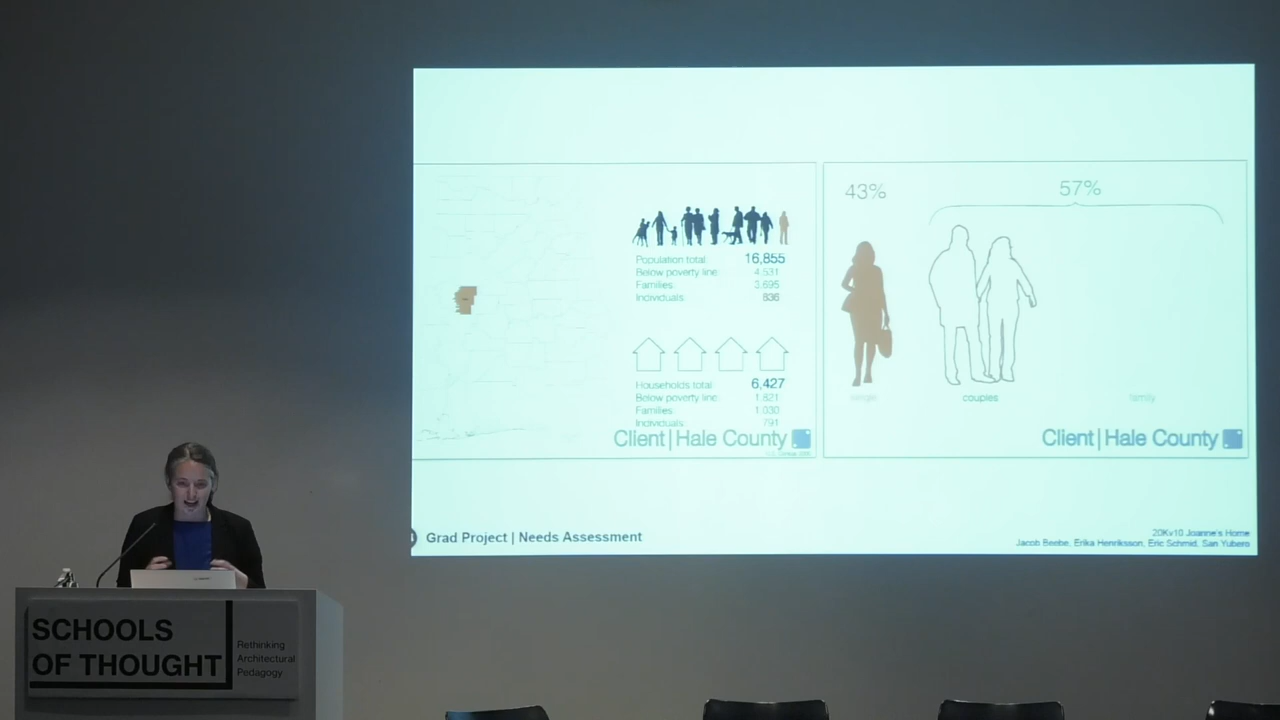 43%
57%
Population total: 16,855
Below poverty line: 4,531
Families: 3,695
Individuals: 836
Households total: 6,427
Below poverty line: 1,821
Families: 1,030
Individuals: 791
Client|Hale County
single
couples
family
Client|Hale County
Grad Project | Needs Assessment
20Kv10 Joanne's Home
Jacob Beebe, Erika Henriksson, Eric Schmid, San Yubero
SCHOOLS
OF THOUGHT
Rethinking
Architectural
Pedagogy